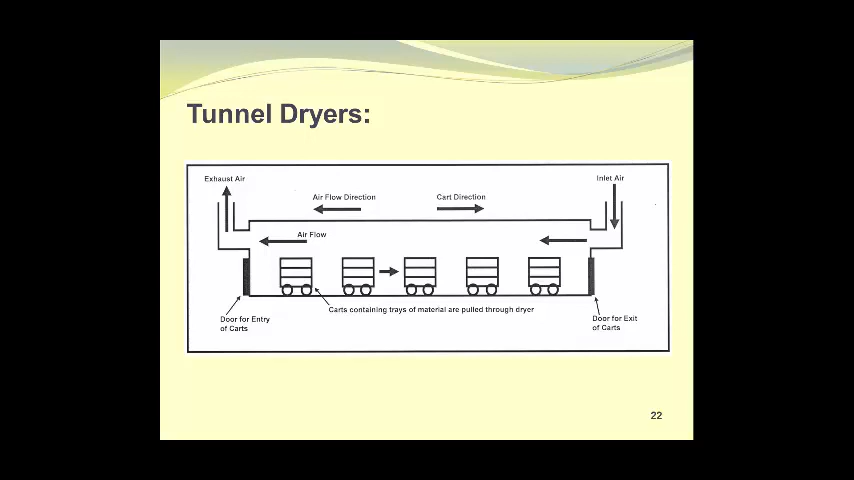 Tunnel Dryers:
Exhaust Air
Inlet Air
Air Flow Direction
Cart Direction
Air Flow
Carts containing trays of material are pulled through dryer
Door for Entry
of Carts
Door for Exit
of Carts
22